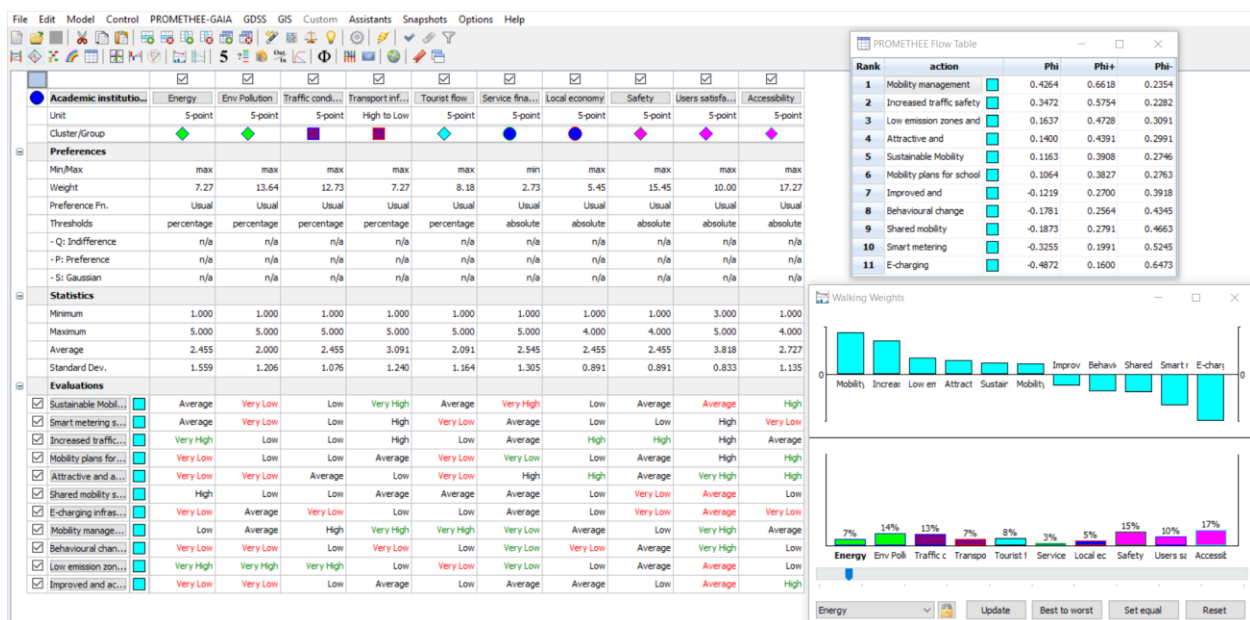 File Edit Model Control PROMETHEE-GAIA GDSS GIS Custom Assistants Snapshots Options Help
Academic institutio... Energy Env Pollution Traffic condi... Transport inf... Tourist flow Service fina... Local economy Safety Users satisfa... Accessibility
Unit 5-point 5-point 5-point High to Low 5-point 5-point 5-point 5-point 5-point 5-point
Cluster/Group
Preferences
Min/Max max max max max max min max max max max
Weight 7.27 13.64 12.73 7.27 8.18 2.73 5.45 15.45 10.00 17.27
Preference Fn. Usual Usual Usual Usual Usual Usual Usual Usual Usual Usual
Thresholds percentage percentage percentage percentage percentage absolute absolute absolute absolute absolute
- Q: Indifference n/a n/a n/a n/a n/a n/a n/a n/a n/a n/a
- P: Preference n/a n/a n/a n/a n/a n/a n/a n/a n/a n/a
- S: Gaussian n/a n/a n/a n/a n/a n/a n/a n/a n/a n/a
Statistics
Minimum 1.000 1.000 1.000 1.000 1.000 1.000 1.000 1.000 3.000 1.000
Maximum 5.000 5.000 5.000 5.000 5.000 5.000 4.000 4.000 5.000 4.000
Average 2.455 2.000 2.455 3.091 2.091 2.545 2.455 2.455 3.818 2.727
Standard Dev. 1.559 1.206 1.076 1.240 1.164 1.305 0.891 0.891 0.833 1.135
Evaluations
Sustainable Mobil... Average Very Low Low Very High Average Very High Low Average Average High
Smart metering s... Average Very Low Low High Very Low Average Low Low High Very Low
Increased traffic... Very High Low Low High Low Average High High High Average
Mobility plans for... Very Low Low Low High Very Low Very Low Low Average High High
Attractive and a... Very Low Very Low Average Low Very Low High High Average Very High High
Shared mobility s... High Low Low Average Average Average Low Very Low Average Low
E-charging infras... Very Low Average Very Low Low Low Average Low Very Low Average Very Low
Mobility manage... Low Average High Very High Very High Very Low Average Low Very High Average
Behavioural chan... Very Low Very Low Low Very Low Low Very Low Very Low Average Very High Low
Low emission zon... Very High Very High Very High Low Very Low Very Low Low Very Low Average Low
Improved and ac... Very Low Very Low Low Average Low Average Average Low Average High
PROMETHEE Flow Table
Rank action Phi Phi+ Phi-
1 Mobility management 0.4264 0.6618 0.2354
2 Increased traffic safety 0.3472 0.5754 0.2282
3 Low emission zones and 0.1637 0.4728 0.3091
4 Attractive and 0.1400 0.4391 0.2991
5 Sustainable Mobility 0.1163 0.3908 0.2746
6 Mobility plans for school 0.1064 0.3827 0.2763
7 Improved and -0.1219 0.2700 0.3918
8 Behavioural change -0.1781 0.2564 0.4345
9 Shared mobility -0.1873 0.2791 0.4663
10 Smart metering -0.3255 0.1991 0.5245
11 E-charging -0.4872 0.1600 0.6473
Walking Weights
Improv Behavi Shared Smart r E-charg
0 0
Mobility Increas Low em Attract Sustain Mobility
7% 14% 13% 7% 8% 3% 5% 15% 10% 17%
Energy Env Polli Traffic c Transpo Tourist f Service Local ec Safety Users sa Accessib
Energy Update Best to worst Set equal Reset